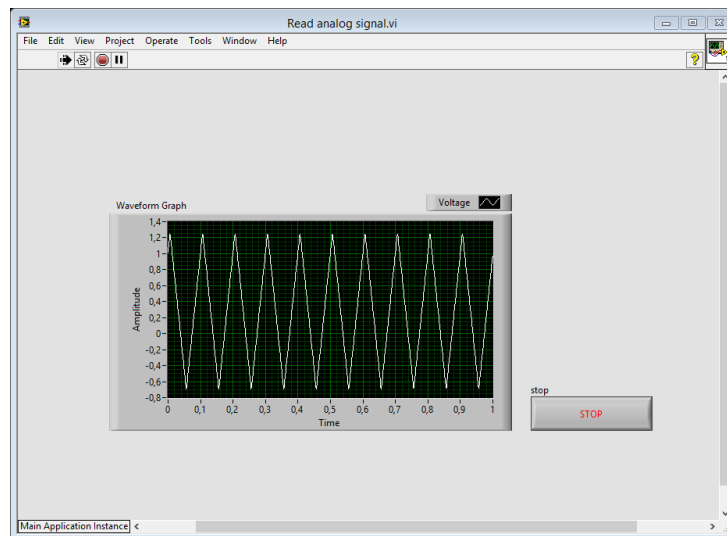 Read analog signal.vi
File Edit View Project Operate Tools Window Help
?
Waveform Graph
Voltage
1,4
1,2
1
0,8
0,6
0,4
0,2
0
-0,2
-0,4
-0,6
-0,8
Amplitude
0 0,1 0,2 0,3 0,4 0,5 0,6 0,7 0,8 0,9 1
Time
stop
STOP
Main Application Instance